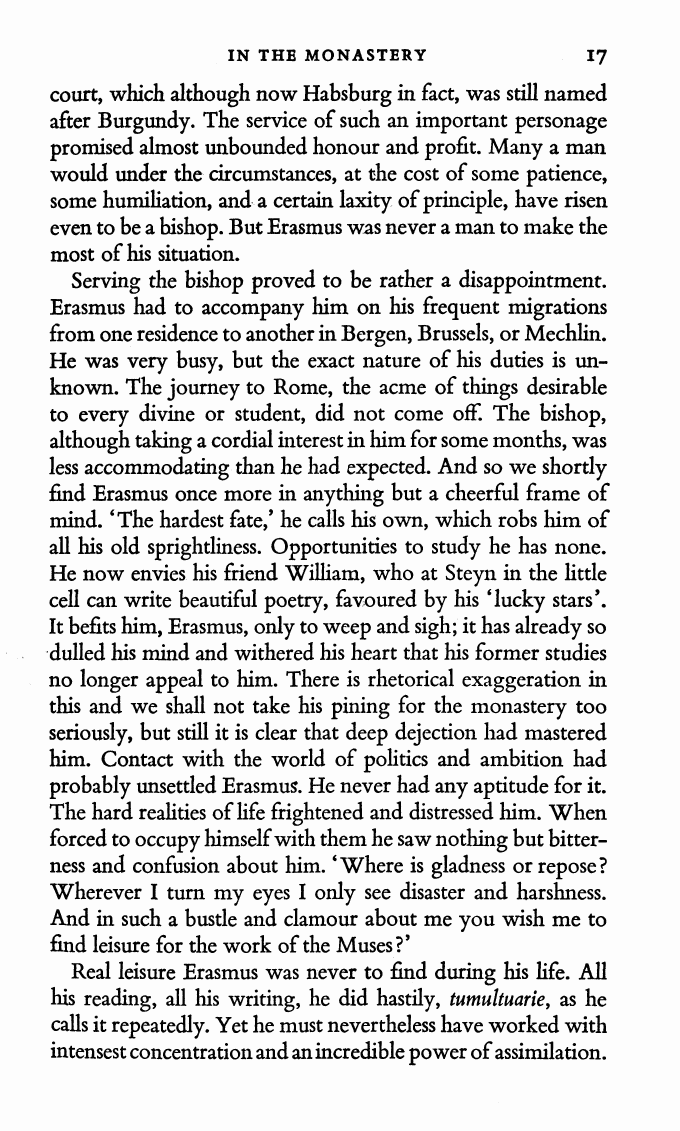 IN THE MONASTERY 17
court, which although now Habsburg in fact, was still named
after Burgundy. The service of such an important personage
promised almost unbounded honour and profit. Many a man
would under the circumstances, at the cost of some patience,
some humiliation, and a certain laxity of principle, have risen
even to be a bishop. But Erasmus was never a man to make the
most of his situation.
Serving the bishop proved to be rather a disappointment.
Erasmus had to accompany him on his frequent migrations
from one residence to another in Bergen, Brussels, or Mechlin.
He was very busy, but the exact nature of his duties is un-
known. The journey to Rome, the acme of things desirable
to every divine or student, did not come off. The bishop,
although taking a cordial interest in him for some months, was
less accommodating than he had expected. And so we shortly
find Erasmus once more in anything but a cheerful frame of
mind. ‘The hardest fate,’ he calls his own, which robs him of
all his old sprightliness. Opportunities to study he has none.
He now envies his friend William, who at Steyn in the little
cell can write beautiful poetry, favoured by his ‘lucky stars’.
It befits him, Erasmus, only to weep and sigh; it has already so
dulled his mind and withered his heart that his former studies
no longer appeal to him. There is rhetorical exaggeration in
this and we shall not take his pining for the monastery too
seriously, but still it is clear that deep dejection had mastered
him. Contact with the world of politics and ambition had
probably unsettled Erasmus. He never had any aptitude for it.
The hard realities of life frightened and distressed him. When
forced to occupy himself with them he saw nothing but bitter-
ness and confusion about him. ‘Where is gladness or repose?
Wherever I turn my eyes I only see disaster and harshness.
And in such a bustle and clamour about me you wish me to
find leisure for the work of the Muses?’
Real leisure Erasmus was never to find during his life. All
his reading, all his writing, he did hastily, tumultuarie, as he
calls it repeatedly. Yet he must nevertheless have worked with
intensest concentration and an incredible power of assimilation.